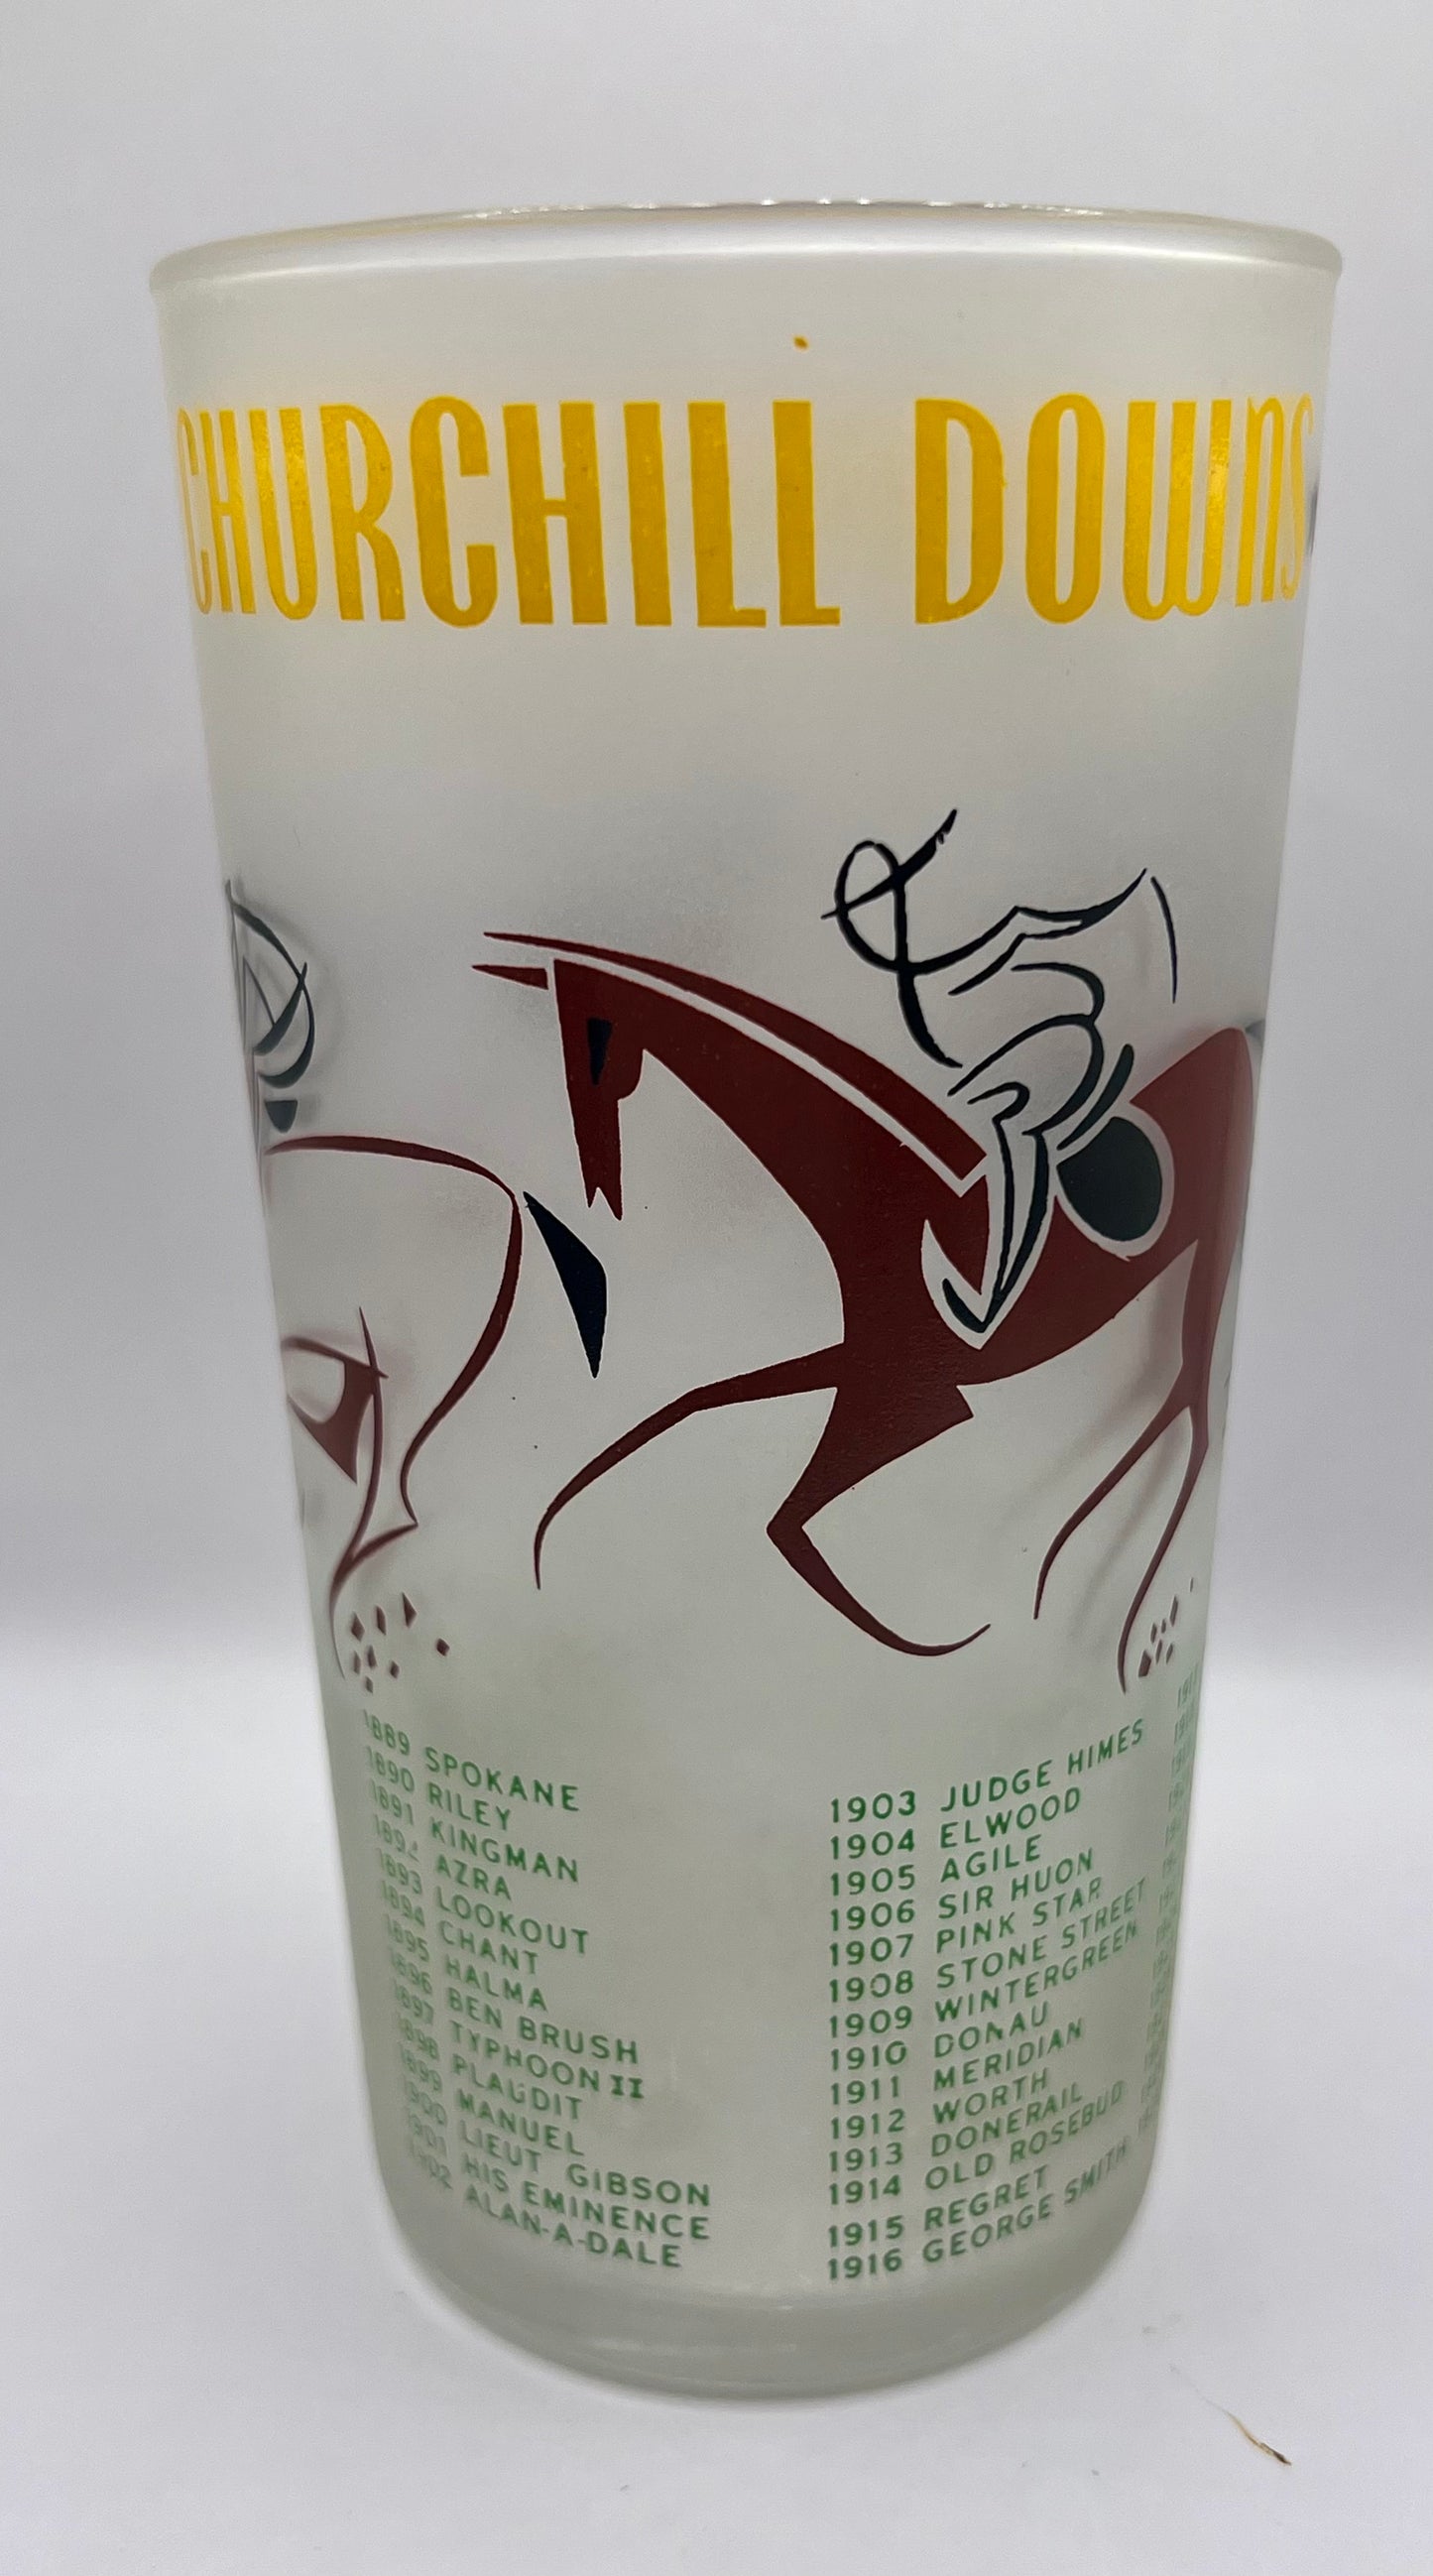 CHURCHILL DOWNS
1889 SPOKANE
1890 RILEY
1891 KINGMAN
1892 AZRA
1893 LOOKOUT
1894 CHANT
1895 HALMA
1896 BEN BRUSH
1897 TYPHOON II
1898 PLAUDIT
1899 MANUEL
1900 LIEUT GIBSON
1901 HIS EMINENCE
1902 ALAN-A-DALE
1903 JUDGE HIMES
1904 ELWOOD
1905 AGILE
1906 SIR HUON
1907 PINK STAR
1908 STONE STREET
1909 WINTERGREEN
1910 DONAU
1911 MERIDIAN
1912 WORTH
1913 DONERAIL
1914 OLD ROSEBUD
1915 REGRET
1916 GEORGE SMITH